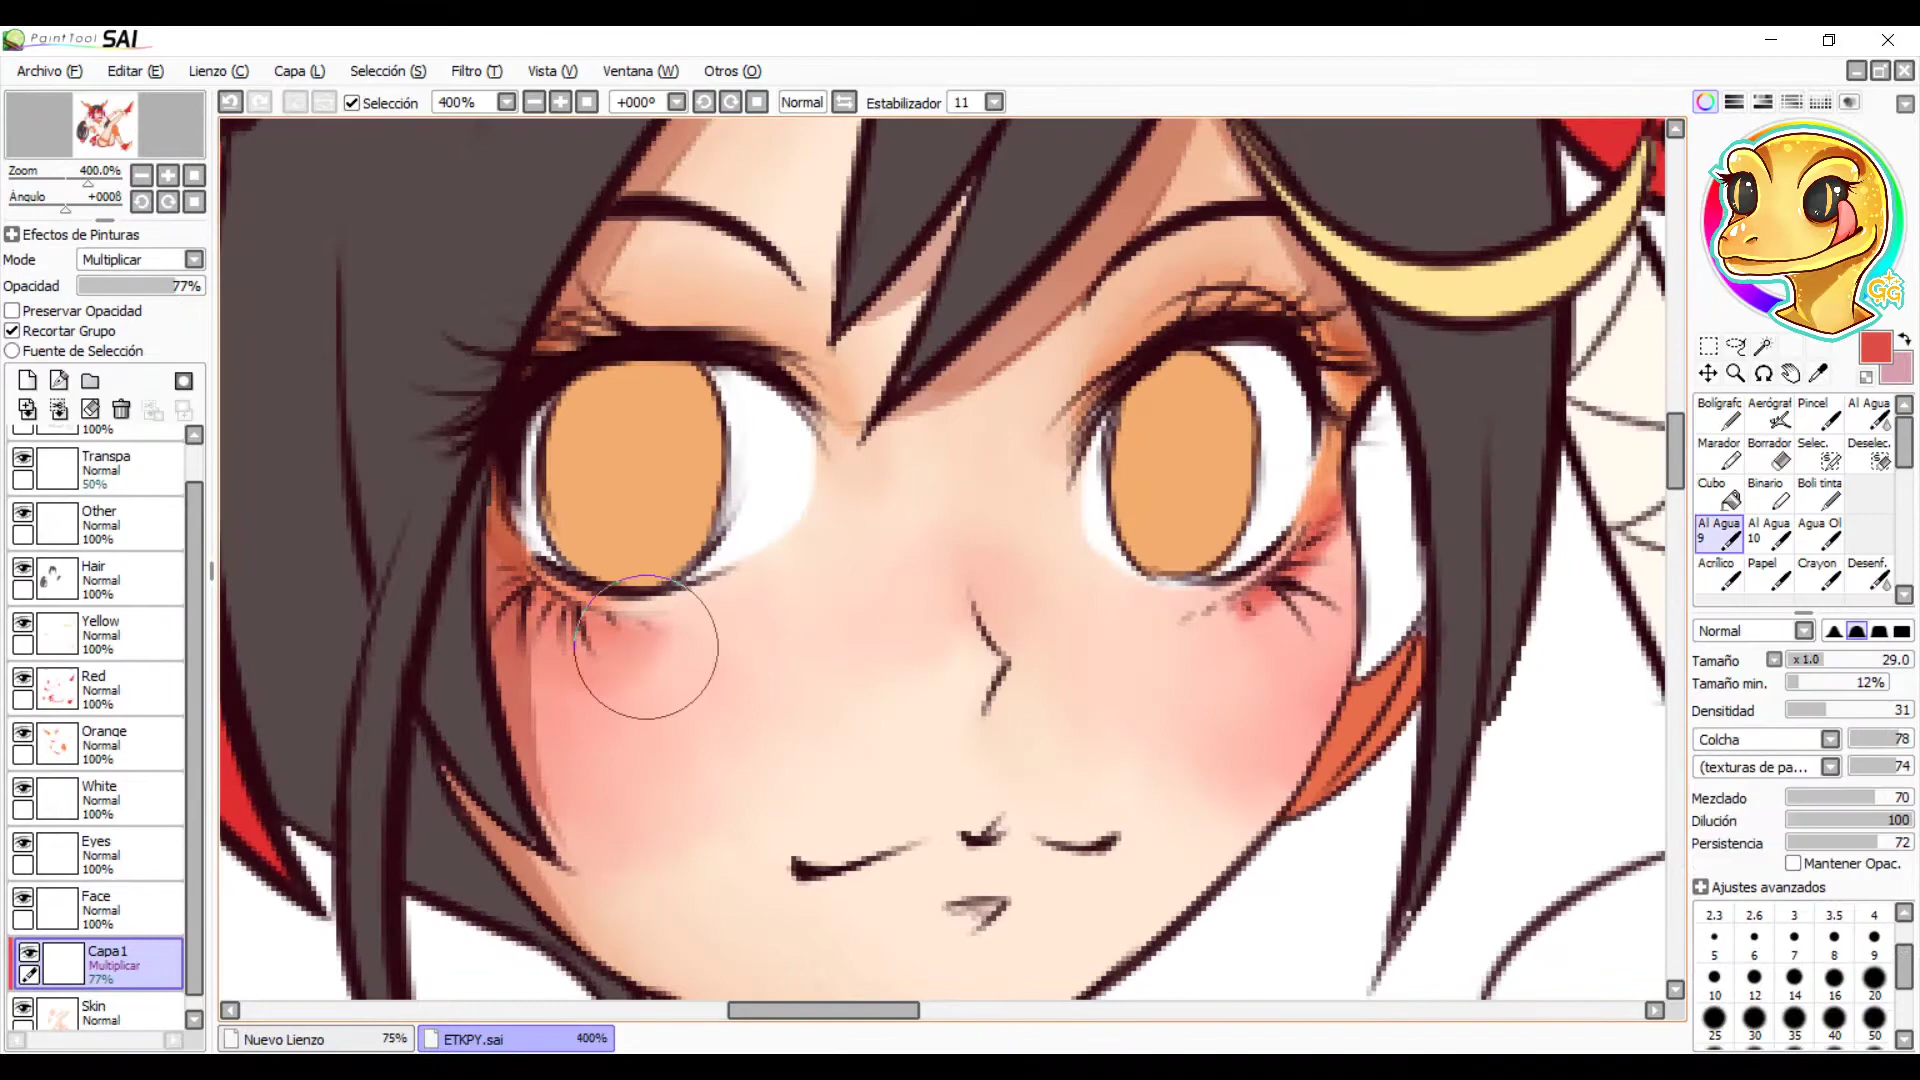 PaintTool SAI
Archivo (F) Editar (E) Lienzo (C) Capa (L) Selección (S) Filtro (T) Vista (V) Ventana (W) Otros (O)
Selección 400% +000º Normal Estabilizador 11
Zoom 400.0%
Ángulo +000º
Efectos de Pinturas
Mode Multiplicar
Opacidad 77%
Preservar Opacidad
Recortar Grupo
Fuente de Selección
100%
Transpa
Normal
50%
Other
Normal
100%
Hair
Normal
100%
Yellow
Normal
100%
Red
Normal
100%
Orange
Normal
100%
White
Normal
100%
Eyes
Normal
100%
Face
Normal
100%
Capa1
Multiplicar
77%
Skin
Normal
Nuevo Lienzo 75% ETKPY.sai 400%
GG
Bolígrafc Aerógraf Pincel Al Agua
Marador Borrador Selec. Deselec.
Cubo Binario Boli tinta
Al Agua 9 Al Agua 10 Agua Ol
Acrílico Papel Crayon Desenf.
Normal
Tamaño x 1.0 29.0
Tamaño min. 12%
Densitidad 31
Colcha 78
(texturas de pa... 74
Mezclado 70
Dilución 100
Persistencia 72
Mantener Opac.
Ajustes avanzados
2.3 2.6 3 3.5 4
5 6 7 8 9
10 12 14 16 20
25 30 35 40 50